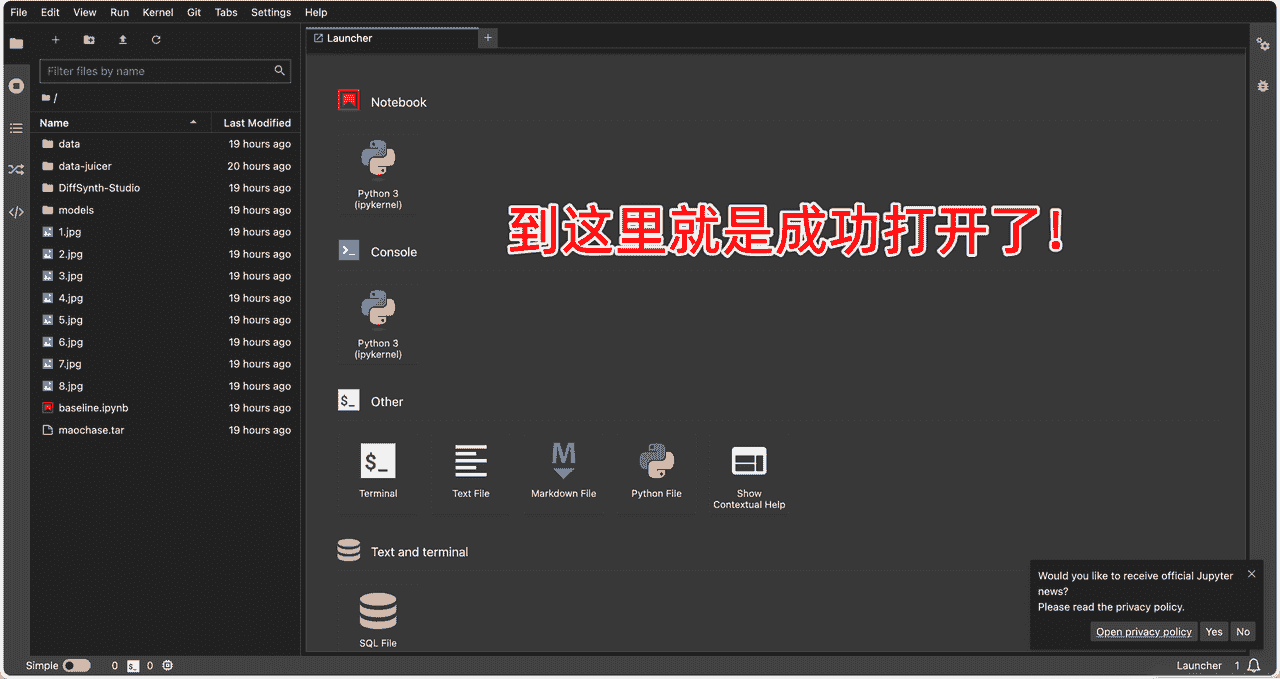 File Edit View Run Kernel Git Tabs Settings Help
Filter files by name
/
Name Last Modified
data 19 hours ago
data-juicer 20 hours ago
DiffSynth-Studio 19 hours ago
models 19 hours ago
1.jpg 19 hours ago
2.jpg 19 hours ago
3.jpg 19 hours ago
4.jpg 19 hours ago
5.jpg 19 hours ago
6.jpg 19 hours ago
7.jpg 19 hours ago
8.jpg 19 hours ago
baseline.ipynb 19 hours ago
maochase.tar 19 hours ago
Launcher
Notebook
Python 3
(ipykernel)
到这里就是成功打开了!
Console
Python 3
(ipykernel)
$_ Other
$_
M
Terminal Text File Markdown File Python File Show
Contextual Help
Text and terminal
SQL File
Would you like to receive official Jupyter
news?
Please read the privacy policy.
Open privacy policy Yes No
Simple 0 $_ 0 Launcher 1